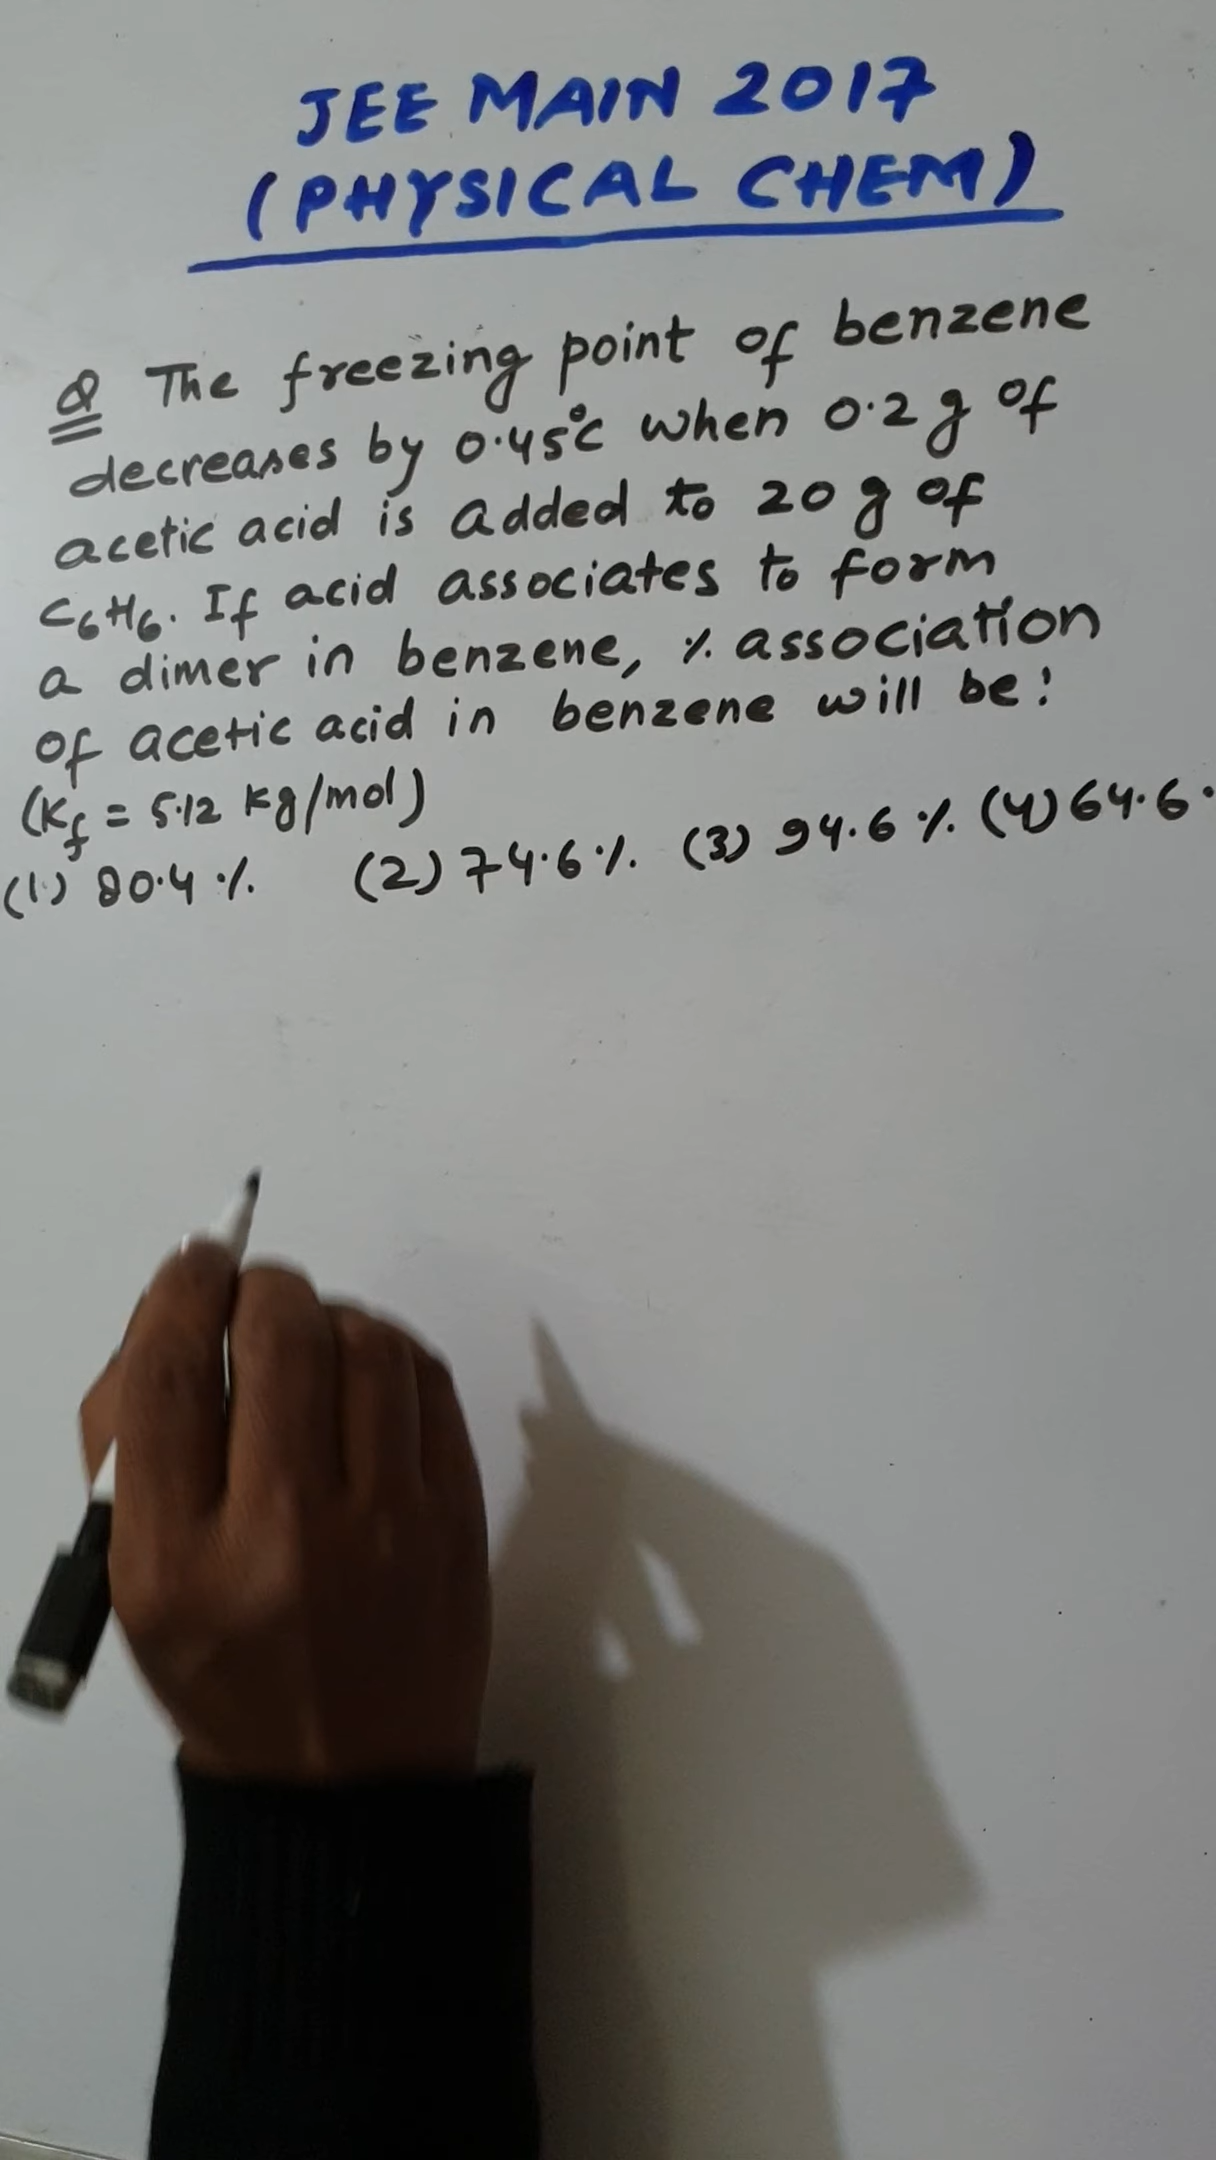 JEE MAIN 2017
(PHYSICAL CHEM)
Q The freezing point of benzene
decreases by 0.45°C when 0.2 g of
acetic acid is added to 20 g of
C6H6. If acid associates to form
a dimer in benzene, % association
of acetic acid in benzene will be:
(Kf = 5.12 kg/mol)
(1) 80.4 % (2) 74.6 % (3) 94.6 % (4) 64.6